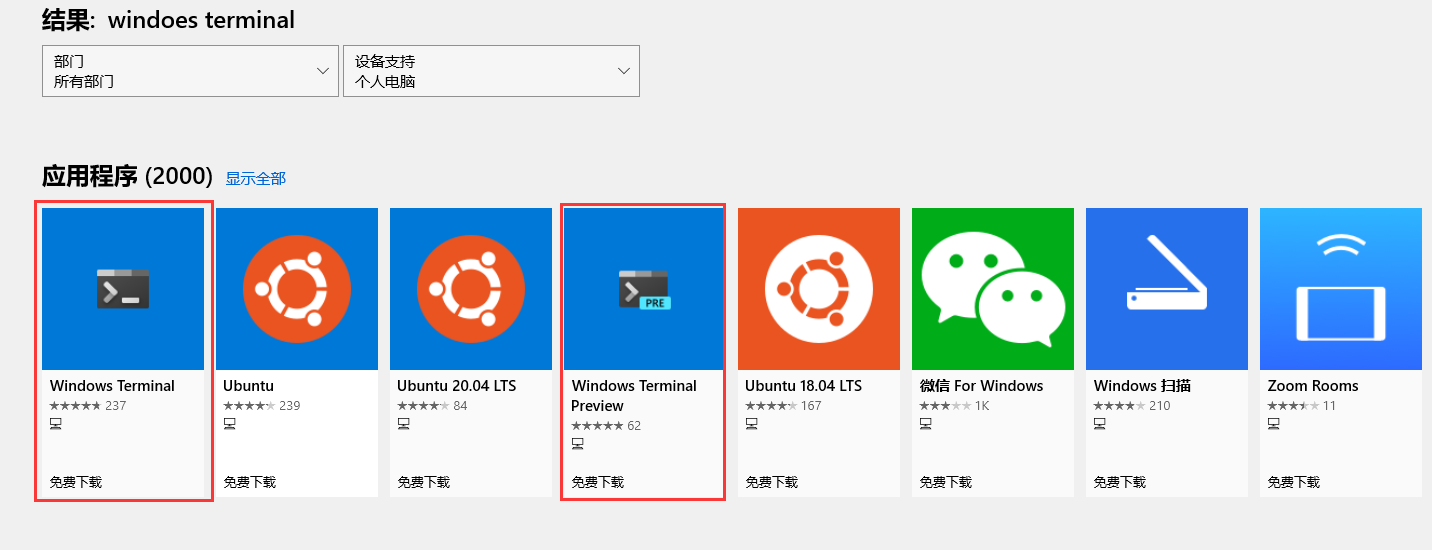 结果: windoes terminal
部门
所有部门
设备支持
个人电脑
应用程序 (2000) 显示全部
PRE
Windows Terminal
237
免费下载
Ubuntu
239
免费下载
Ubuntu 20.04 LTS
84
免费下载
Windows Terminal
Preview
62
免费下载
Ubuntu 18.04 LTS
167
免费下载
微信 For Windows
1K
免费下载
Windows 扫描
210
免费下载
Zoom Rooms
11
免费下载